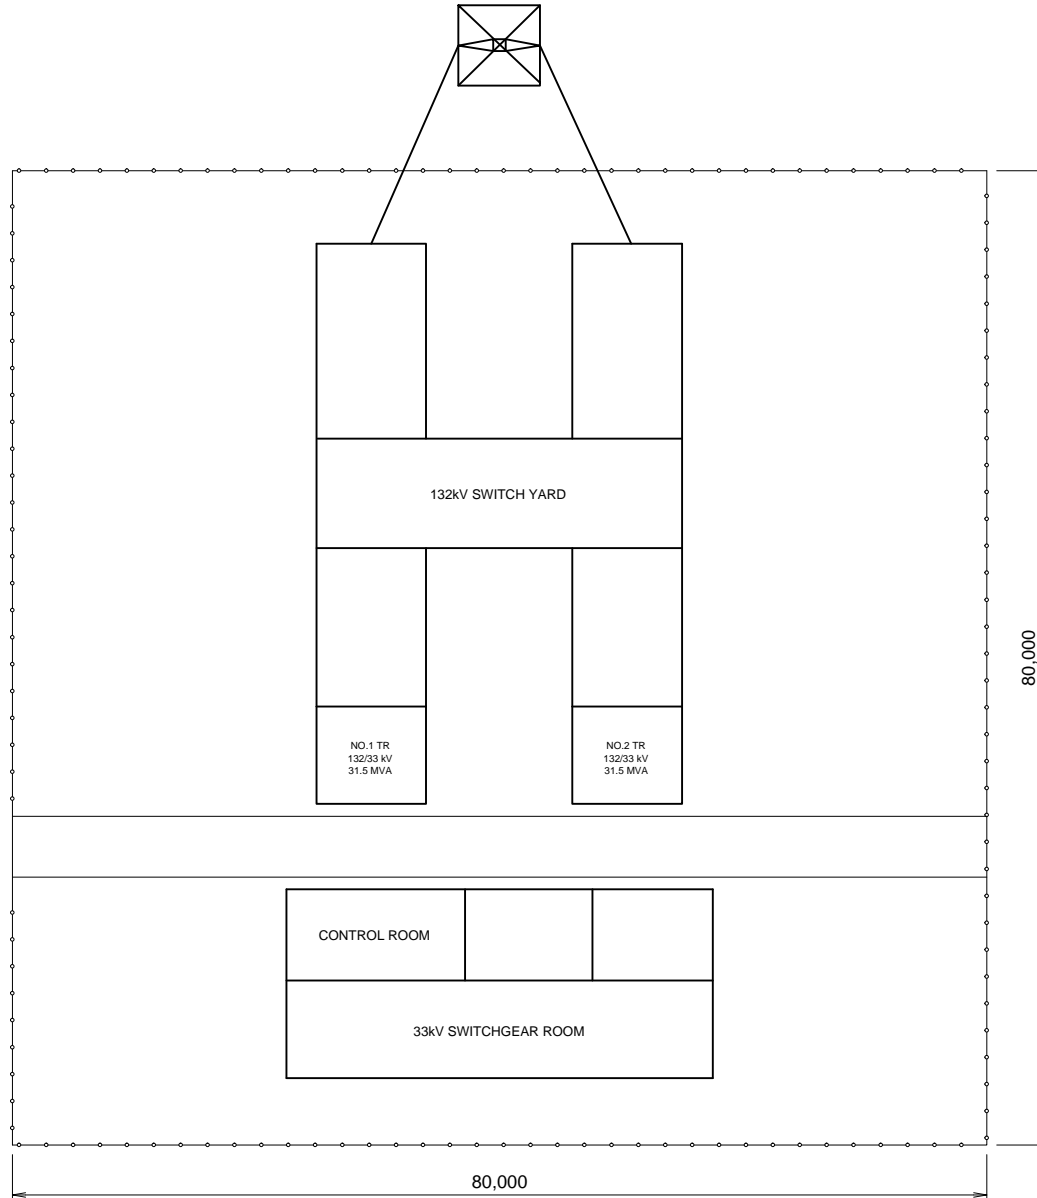 132kV SWITCH YARD
80,000
NO.1 TR
132/33 kV
31.5 MVA
NO.2 TR
132/33 kV
31.5 MVA
CONTROL ROOM
33kV SWITCHGEAR ROOM
80,000